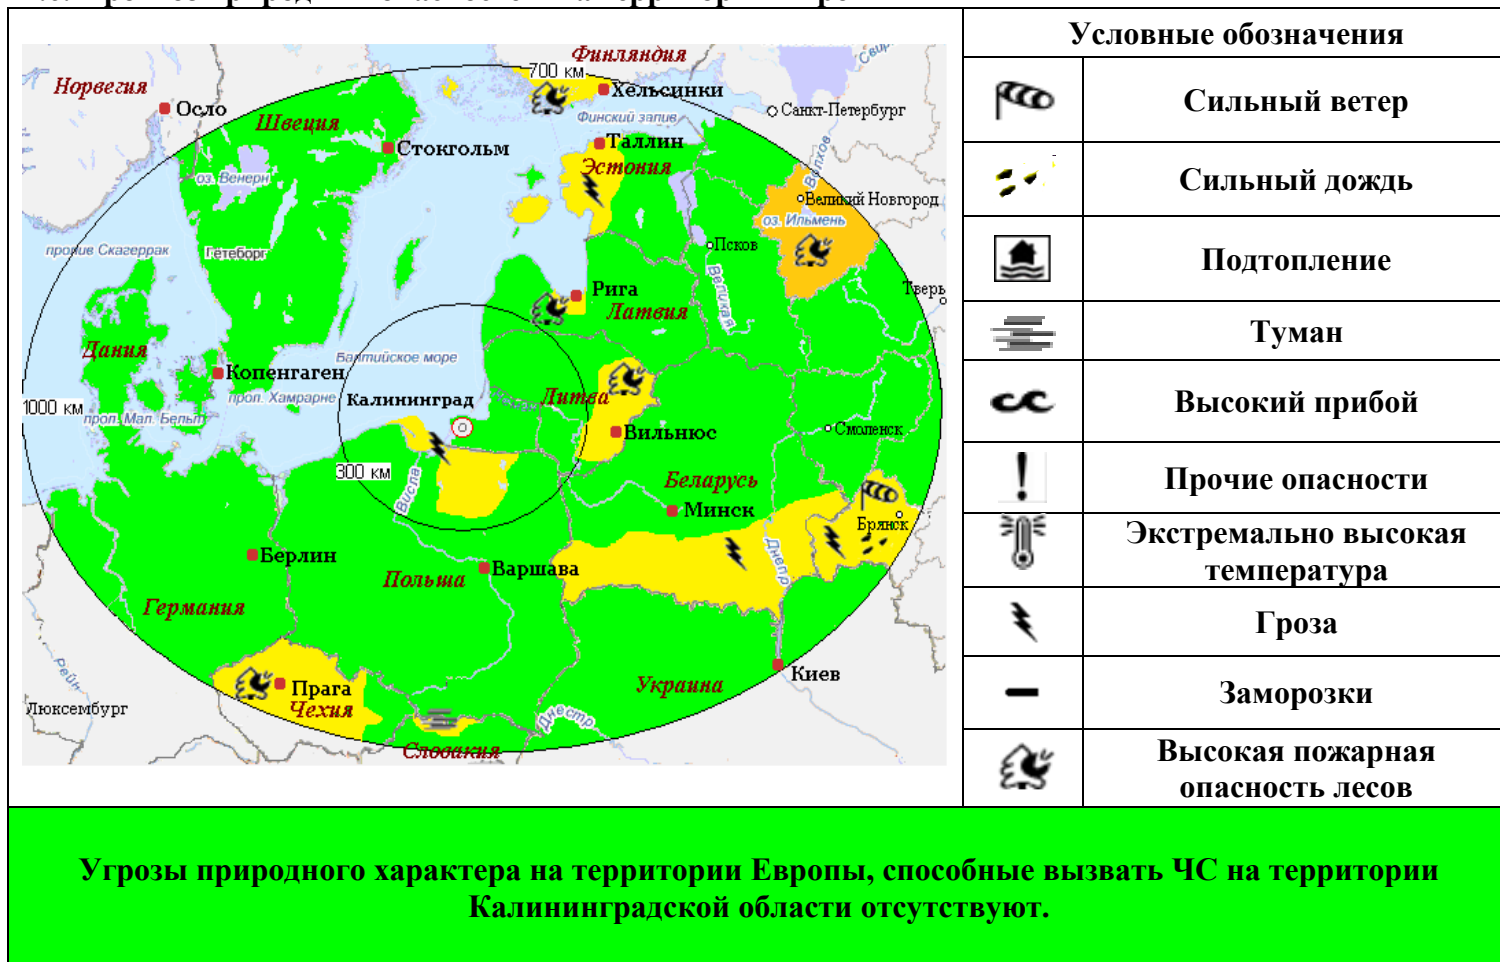 Условные обозначения
Сильный ветер
Сильный дождь
Подтопление
Туман
Высокий прибой
Прочие опасности
Экстремально высокая
температура
Гроза
Заморозки
Высокая пожарная
опасность лесов
Финляндия
700 км
Хельсинки
Норвегия
Осло
Швеция
Финский залив
Санкт-Петербург
Волхов
Стокгольм
Таллин
Эстония
оз. Венерн
Великий Новгород
оз. Ильмень
пролив Скагеррак
Гетеборг
Псков
Великая
Тверь
Рига
Латвия
Дания
Балтийское море
Копенгаген
прол. Хамрарне
Калининград
Литва
1000 км
прол. Мал. Бельт
Вильнюс
Смоленск
300 км
Висла
Беларусь
Минск
Брянск
Днепр
Берлин
Польша
Варшава
Германия
Рейн
Прага
Чехия
Украина
Киев
Люксембург
Днестр
Словакия
Угрозы природного характера на территории Европы, способные вызвать ЧС на территории
Калининградской области отсутствуют.